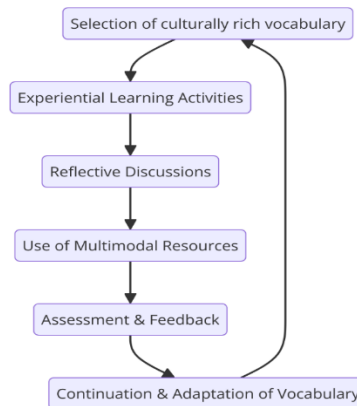 Selection of culturally rich vocabulary
Experiential Learning Activities
Reflective Discussions
Use of Multimodal Resources
Assessment & Feedback
Continuation & Adaptation of Vocabulary